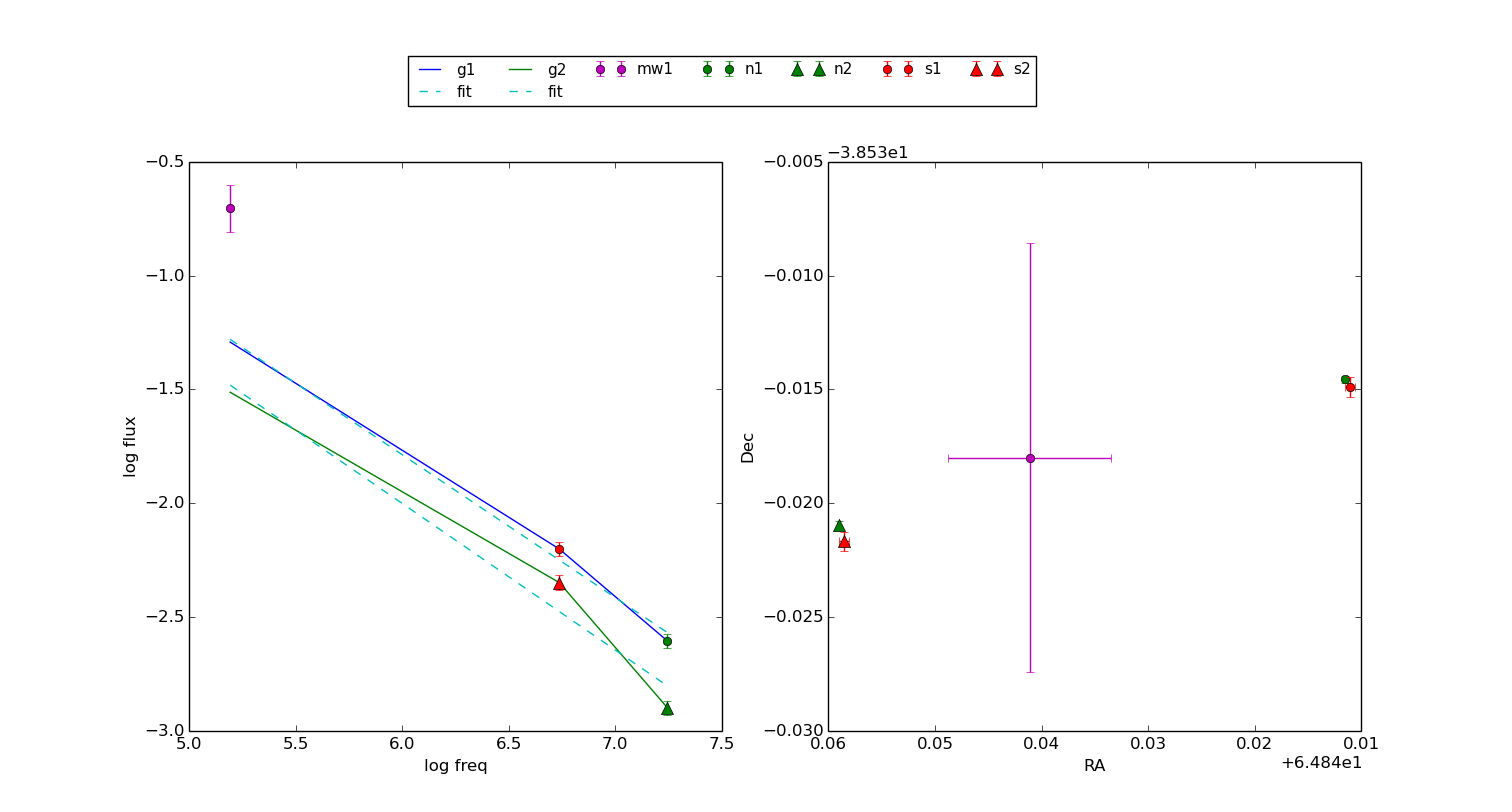 g1 g2 mw1 n1 n2 s1 s2
fit fit
−0.5
−1.0
−1.5
−2.0
−2.5
−3.0
log flux
5.0 5.5 6.0 6.5 7.0 7.5
log freq
−3.853e1
−0.005
−0.010
−0.015
−0.020
−0.025
−0.030
Dec
0.06 0.05 0.04 0.03 0.02 0.01
RA
+6.484e1